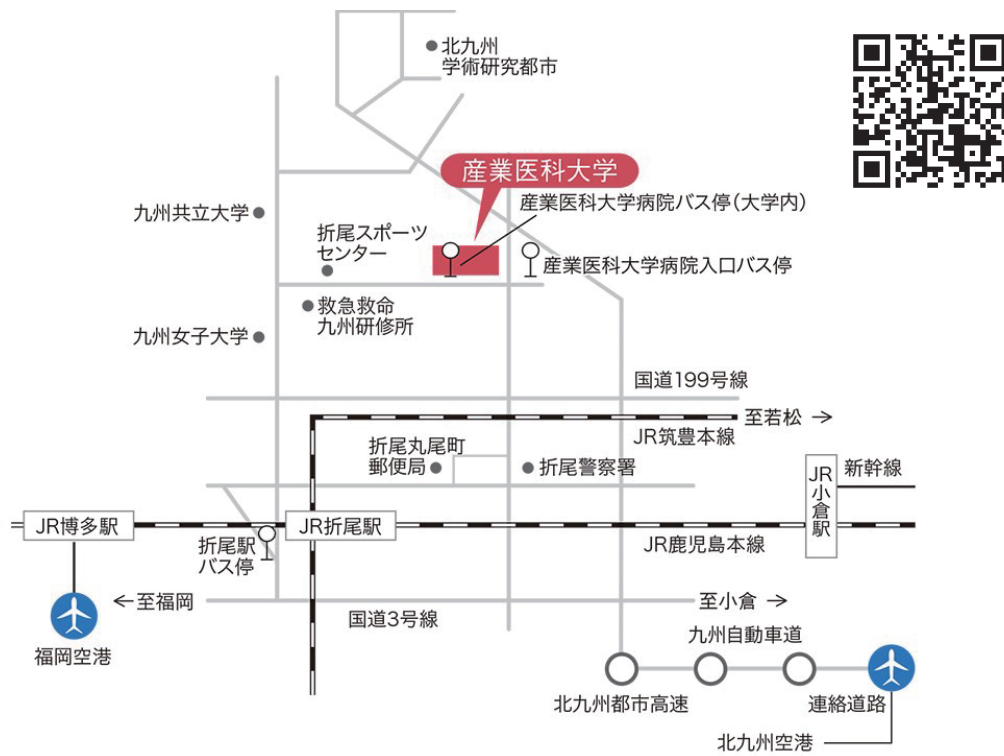 北九州
学術研究都市
産業医科大学
産業医科大学病院バス停(大学内)
九州共立大学
折尾スポーツ
センター
産業医科大学病院入口バス停
救急救命
九州研修所
九州女子大学
国道199号線
至若松→
JR筑豊本線
折尾丸尾町
郵便局
折尾警察署
JR小倉駅
新幹線
JR博多駅
JR折尾駅
折尾駅
バス停
JR鹿児島本線
←至福岡
国道3号線
至小倉→
福岡空港
九州自動車道
北九州都市高速
連絡道路
北九州空港